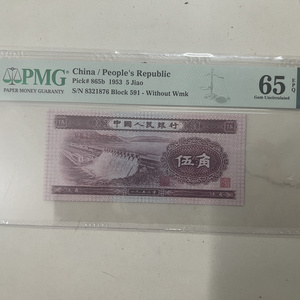 PMG
PAPER MONEY GUARANTY
China / People's Republic
Pick# 865b 1953 5 Jiao
S/N 8321876 Block 591 - Without Wmk
65 EPQ
Gem Uncirculated
中國人民銀行
伍角